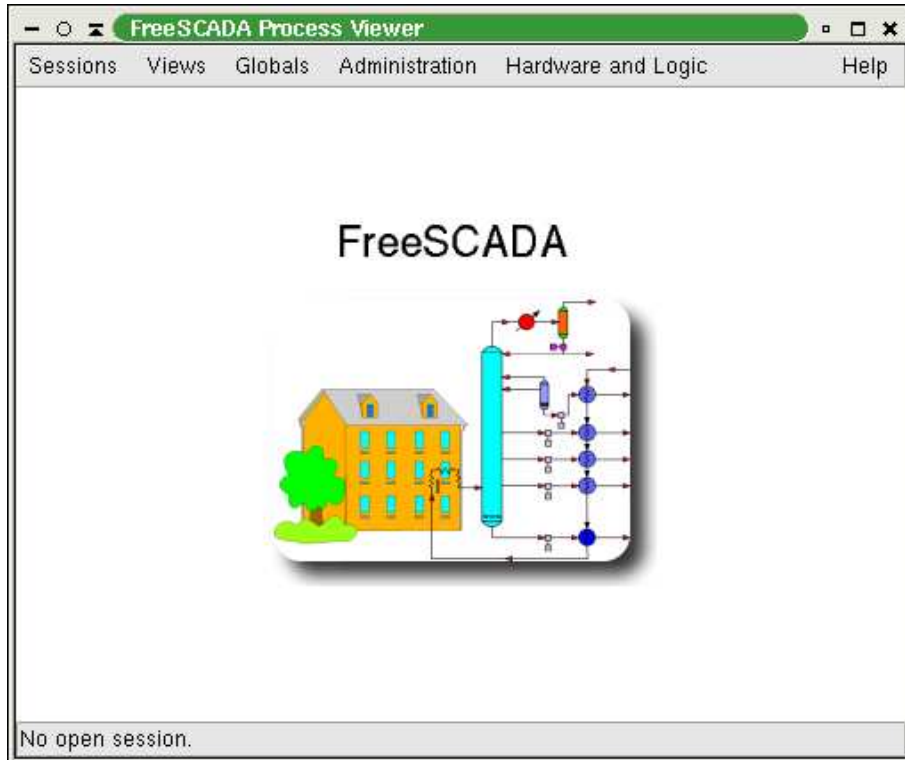 FreeSCADA Process Viewer
Sessions Views Globals Administration Hardware and Logic Help
FreeSCADA
No open session.